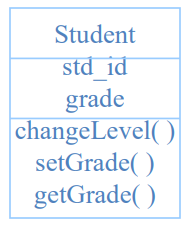 Student
std_id
grade
changeLevel( )
setGrade( )
getGrade( )